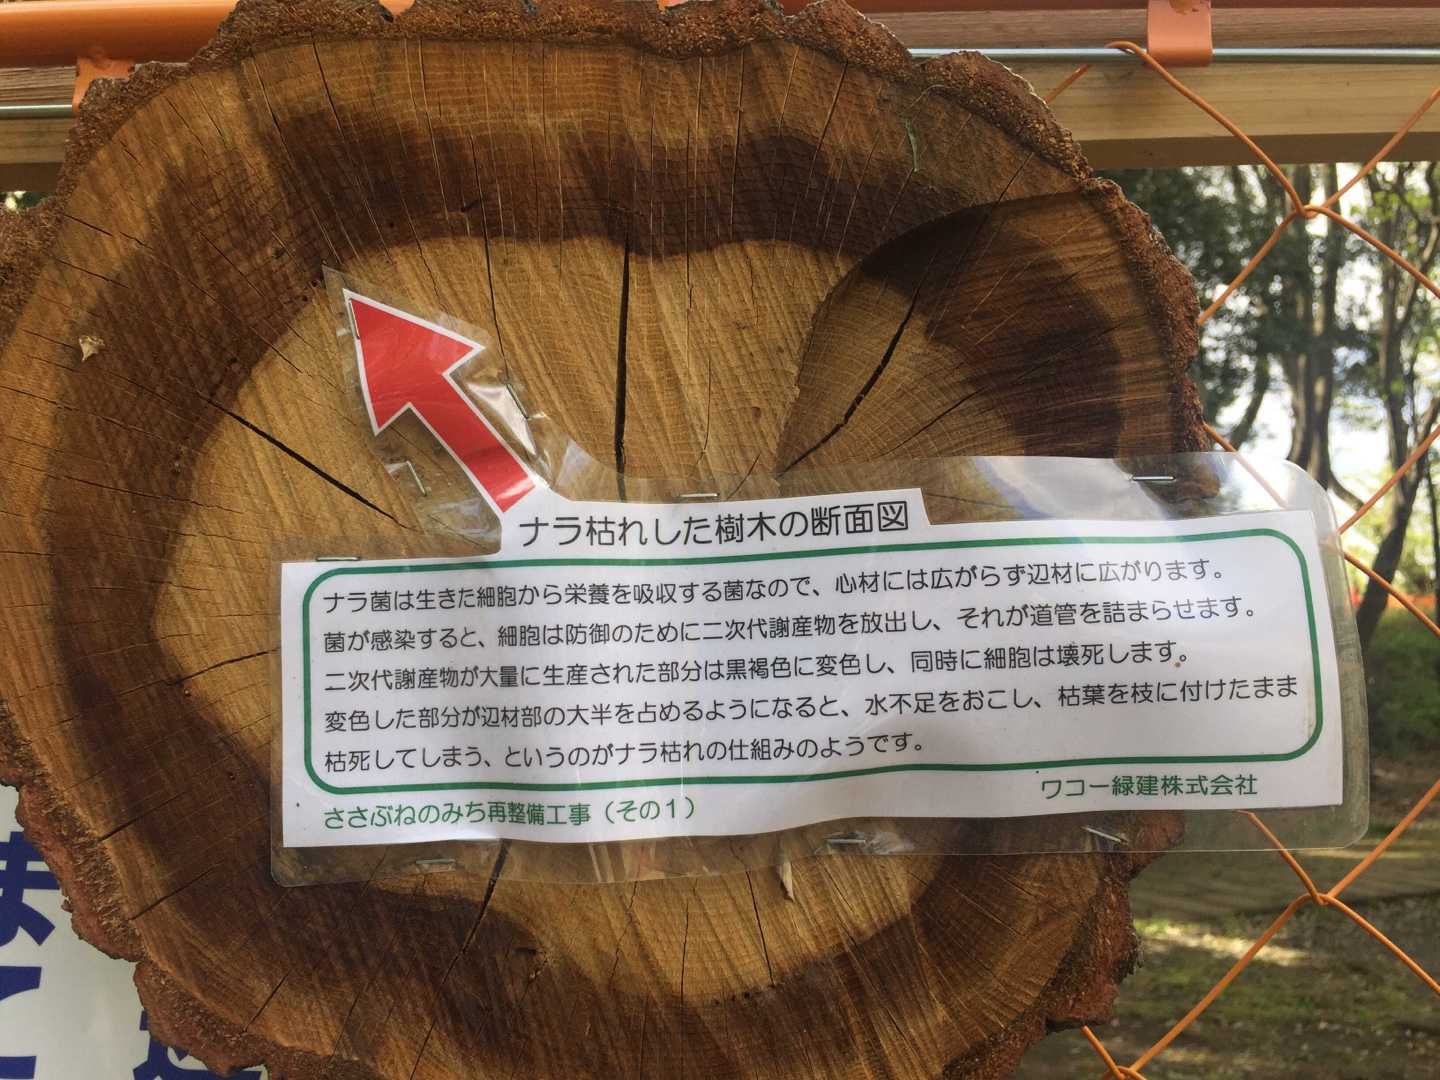 ナラ枯れした樹木の断面図
ナラ菌は生きた細胞から栄養を吸収する菌なので、心材には広がらず辺材に広がります。
菌が感染すると、細胞は防御のために二次代謝産物を放出し、それが道管を詰まらせます。
二次代謝産物が大量に生産された部分は黒褐色に変色し、同時に細胞は壊死します。
変色した部分が辺材部の大半を占めるようになると、水不足をおこし、枯葉を枝に付けたまま
枯死してしまう、というのがナラ枯れの仕組みのようです。
ささぶねのみち再整備工事（その１）
ワコー緑建株式会社
ま
て